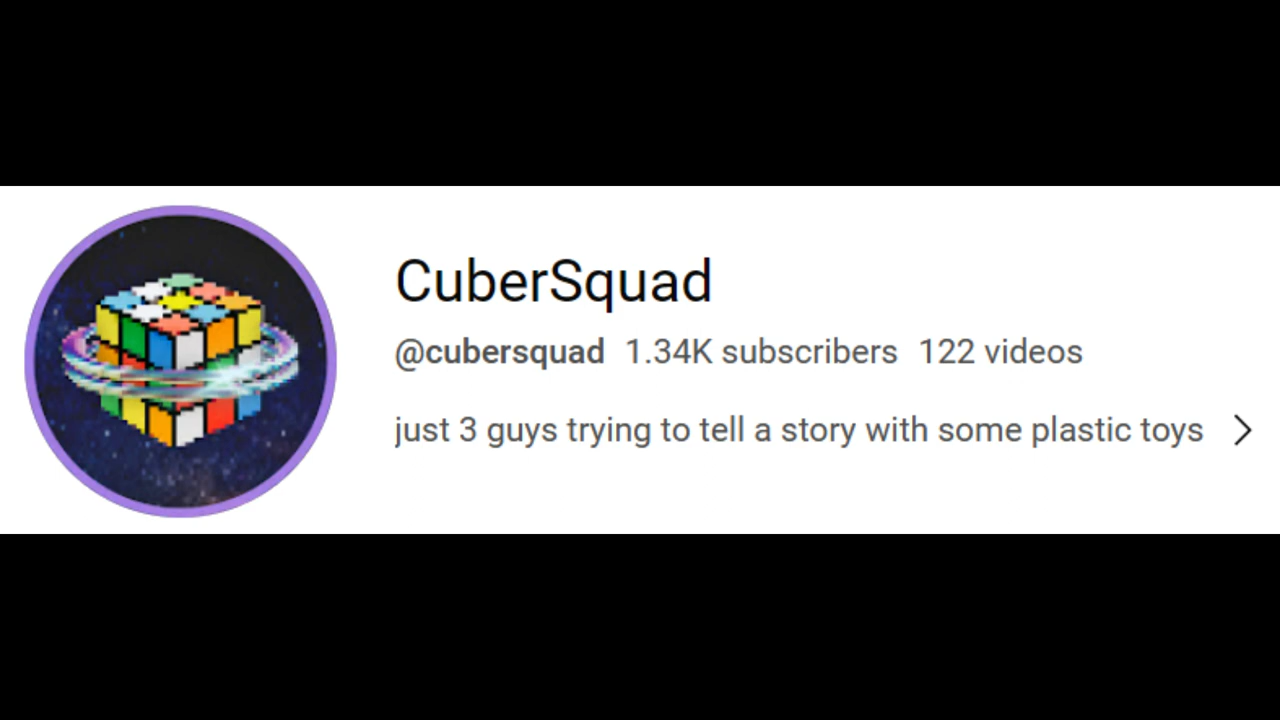 CuberSquad
@cubersquad 1.34K subscribers 122 videos
just 3 guys trying to tell a story with some plastic toys